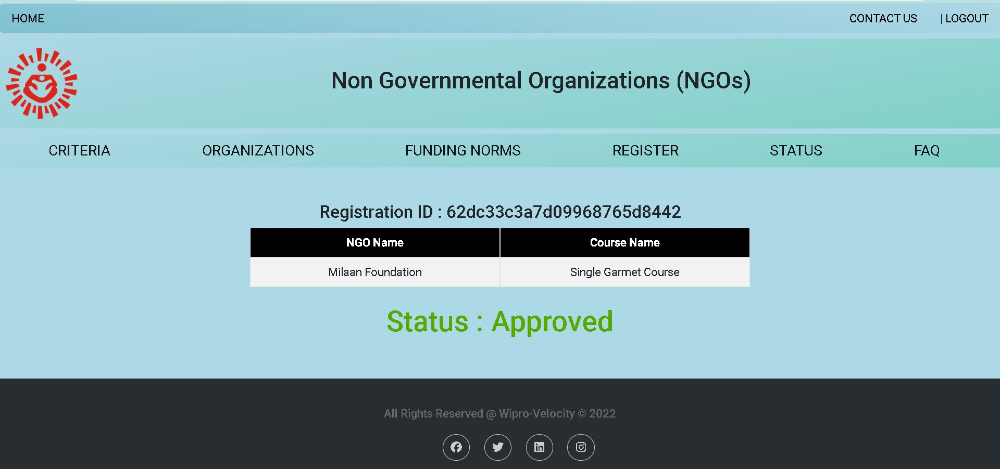 HOME CONTACT US | LOGOUT
Non Governmental Organizations (NGOs)
CRITERIA ORGANIZATIONS FUNDING NORMS REGISTER STATUS FAQ
Registration ID : 62dc33c3a7d09968765d8442
NGO Name Course Name
Milaan Foundation Single Garmet Course
Status : Approved
All Rights Reserved @ Wipro-Velocity © 2022